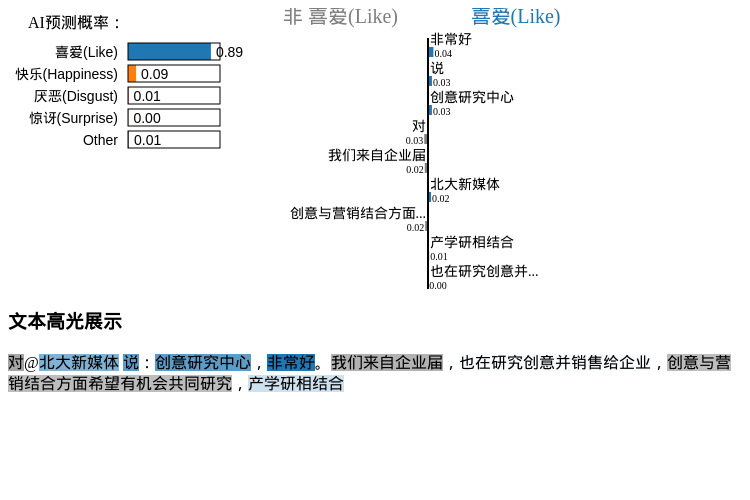 AI预测概率：
喜爱(Like) 0.89
快乐(Happiness) 0.09
厌恶(Disgust) 0.01
惊讶(Surprise) 0.00
Other 0.01
非 喜爱(Like) 喜爱(Like)
非常好
0.04
说
0.03
创意研究中心
0.03
对
0.03
我们来自企业届
0.02
北大新媒体
0.02
创意与营销结合方面...
0.02
产学研相结合
0.01
也在研究创意并...
0.00
文本高光展示
对@北大新媒体 说：创意研究中心，非常好。我们来自企业届，也在研究创意并销售给企业，创意与营
销结合方面希望有机会共同研究，产学研相结合